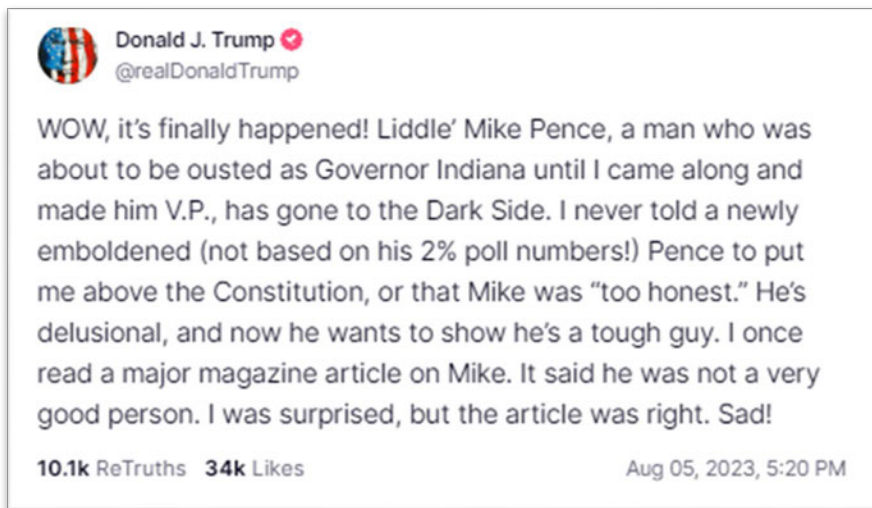 Donald J. Trump
@realDonaldTrump
WOW, it's finally happened! Liddle' Mike Pence, a man who was
about to be ousted as Governor Indiana until I came along and
made him V.P., has gone to the Dark Side. I never told a newly
emboldened (not based on his 2% poll numbers!) Pence to put
me above the Constitution, or that Mike was “too honest.” He's
delusional, and now he wants to show he's a tough guy. I once
read a major magazine article on Mike. It said he was not a very
good person. I was surprised, but the article was right. Sad!
10.1k ReTruths 34k Likes Aug 05, 2023, 5:20 PM